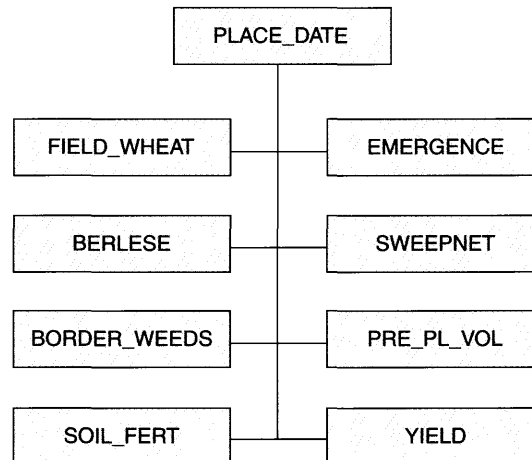 PLACE_DATE
FIELD_WHEAT
EMERGENCE
BERLESE
SWEEPNET
BORDER_WEEDS
PRE_PL_VOL
SOIL_FERT
YIELD